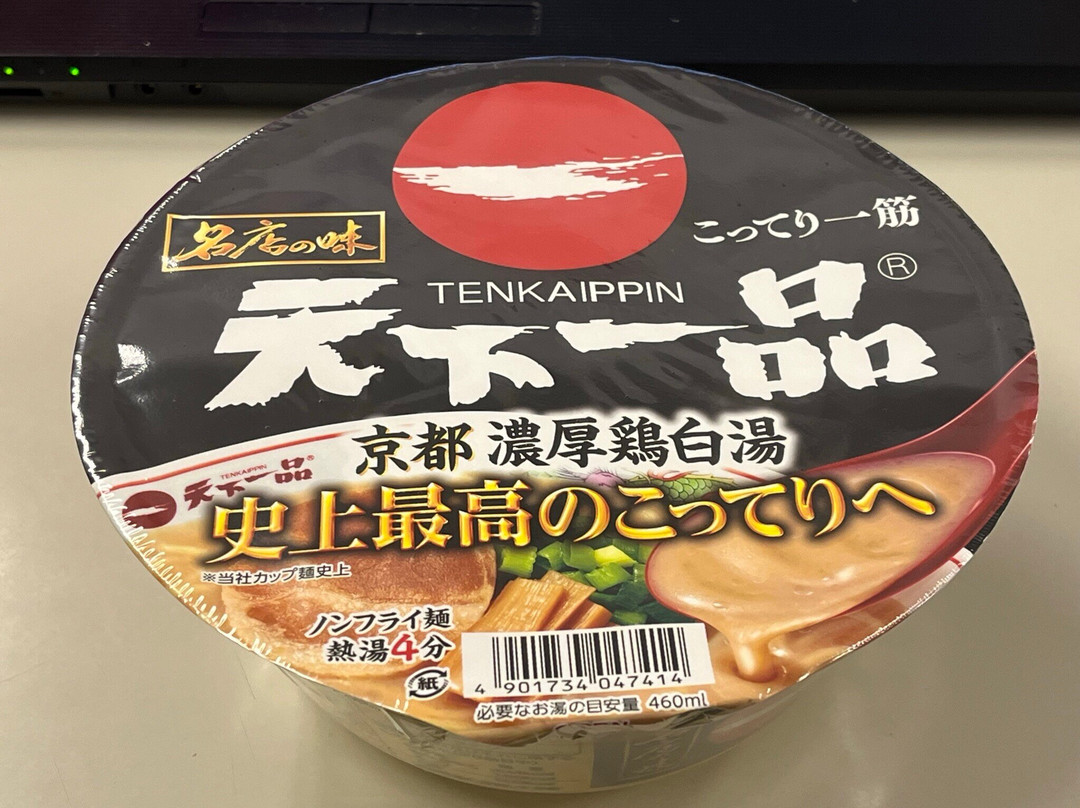 名店の味
こってり一筋
TENKAIPPIN
天下一品®
京都 濃厚鶏白湯
TENKAIPPIN
天下一品®
史上最高のこってりへ
※当社カップ麺史上
ノンフライ麺
熱湯4分
紙
4 901734 047414
必要なお湯の目安量 460ml